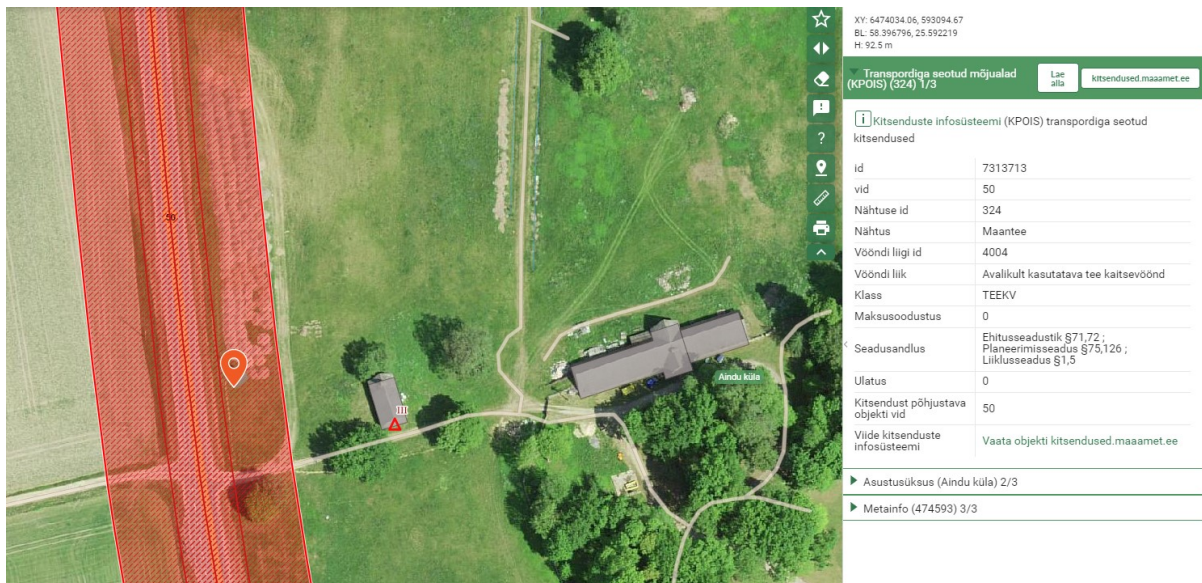 XY: 6474034.06, 593094.67
BL: 58.396796, 25.592219
H: 92.5 m
Transpordiga seotud mõjualad
(KPOIS) (324) 1/3
Lae
alla
kitsendused.maaamet.ee
i Kitsenduste infosüsteemi (KPOIS) transpordiga seotud
kitsendused
id 7313713
vid 50
Nähtuse id 324
Nähtus Maantee
Vööndi liigi id 4004
Vööndi liik Avalikult kasutatava tee kaitsevöönd
Klass TEEKV
Maksusoodustus 0
Seadusandlus Ehitusseadustik §71,72 ;
Planeerimisseadus §75,126 ;
Liiklusseadus §1,5
Ulatus 0
Kitsendust põhjustava
objekti vid 50
Viide kitsenduste
infosüsteemi Vaata objekti kitsendused.maaamet.ee
Asustusüksus (Aindu küla) 2/3
Metainfo (474593) 3/3
50
III
Aindu küla
?